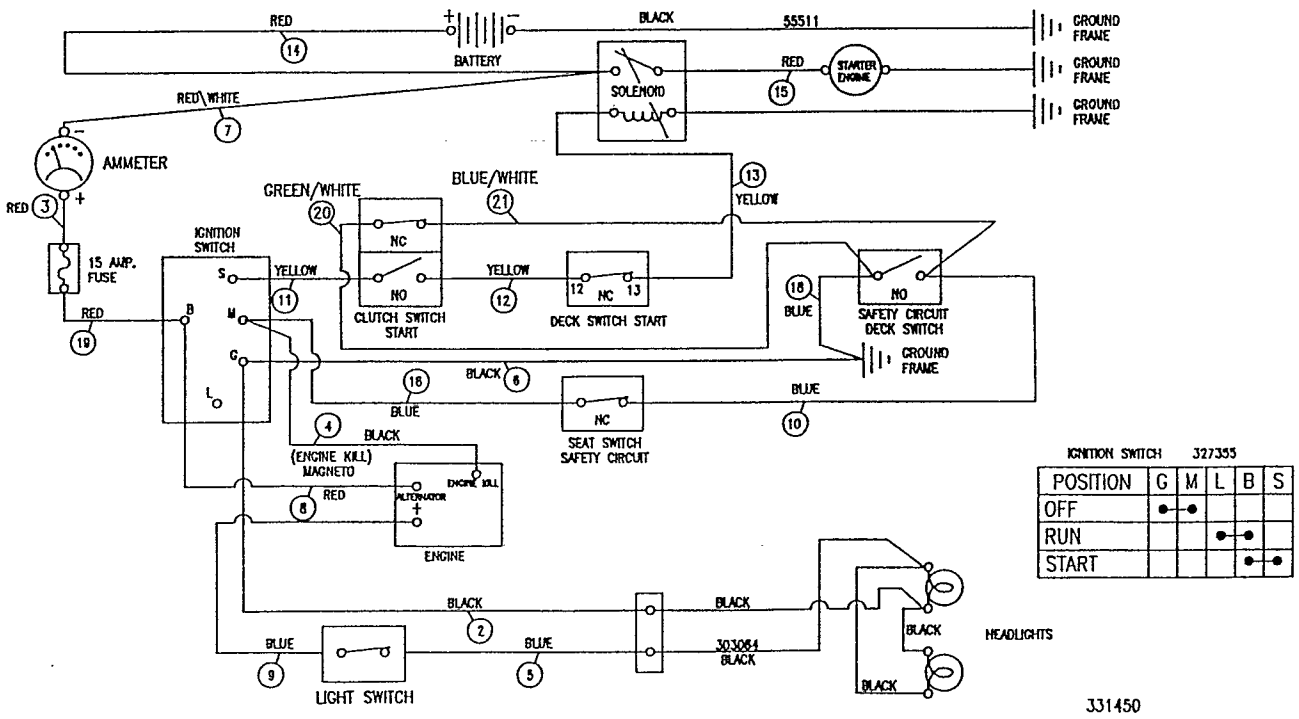 RED
14
+
−
BATTERY
BLACK
55511
GROUND
FRAME
SOLENOID
RED
15
STARTER
ENGINE
GROUND
FRAME
GROUND
FRAME
RED\WHITE
7
−
AMMETER
+
RED 3
15 AMP.
FUSE
RED
19
GREEN/WHITE
20
BLUE/WHITE
21
13
YELLOW
IGNITION
SWITCH
S
B
M
G
L
YELLOW
11
NC
NO
CLUTCH SWITCH
START
YELLOW
12
12 NC 13
DECK SWITCH START
18
BLUE
NO
SAFETY CIRCUIT
DECK SWITCH
GROUND
FRAME
BLACK 6
16
BLUE
NC
SEAT SWITCH
SAFETY CIRCUIT
BLUE
10
4
BLACK
(ENGINE KILL)
MAGNETO
RED
8
ENGINE KILL
ALTERNATOR
+
ENGINE
IGNITION SWITCH 327355
POSITION G M L B S
OFF
RUN
START
BLACK
2
BLACK
BLUE
9
LIGHT SWITCH
BLUE
5
303064
BLACK
BLACK
BLACK
HEADLIGHTS
331450